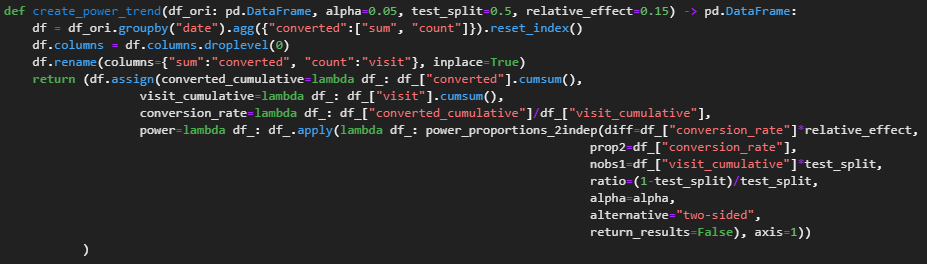 def create_power_trend(df_ori: pd.DataFrame, alpha=0.05, test_split=0.5, relative_effect=0.15) -> pd.DataFrame:
    df = df_ori.groupby("date").agg({"converted":["sum", "count"]}).reset_index()
    df.columns = df.columns.droplevel(0)
    df.rename(columns={"sum":"converted", "count":"visit"}, inplace=True)
    return (df.assign(converted_cumulative=lambda df_: df_["converted"].cumsum(),
                      visit_cumulative=lambda df_: df_["visit"].cumsum(),
                      conversion_rate=lambda df_: df_["converted_cumulative"]/df_["visit_cumulative"],
                      power=lambda df_: df_.apply(lambda df_: power_proportions_2indep(diff=df_["conversion_rate"]*relative_effect,
                                                                                       prop2=df_["conversion_rate"],
                                                                                       nobs1=df_["visit_cumulative"]*test_split,
                                                                                       ratio=(1-test_split)/test_split,
                                                                                       alpha=alpha,
                                                                                       alternative="two-sided",
                                                                                       return_results=False), axis=1))
            )